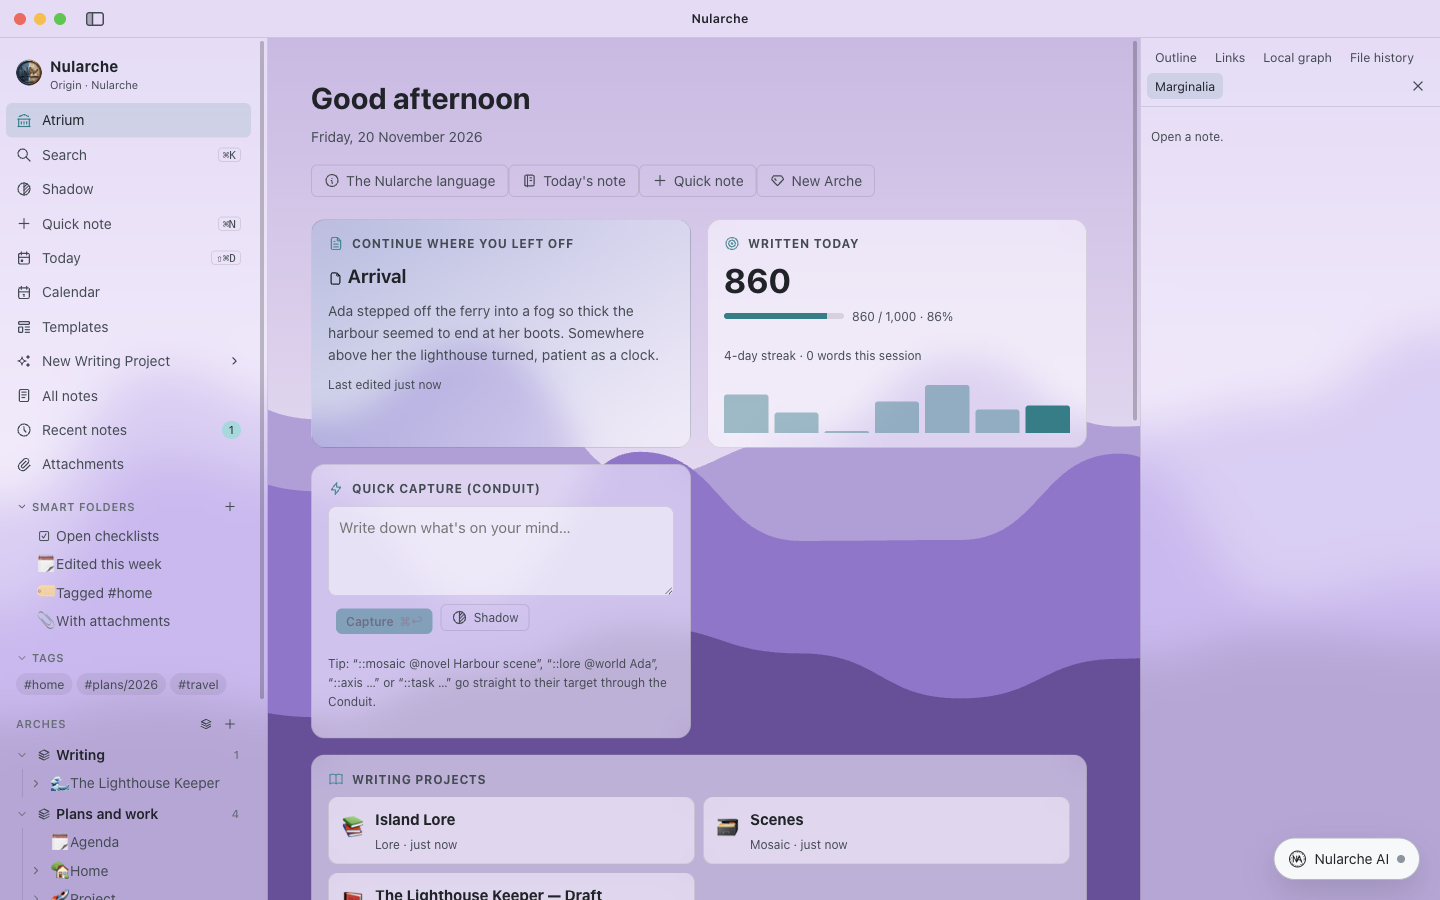 Nularche
Nularche
Origin · Nularche
Atrium
Search ⌘K
Shadow
Quick note ⌘N
Today ⇧⌘D
Calendar
Templates
New Writing Project
All notes
Recent notes 1
Attachments
SMART FOLDERS
Open checklists
Edited this week
Tagged #home
With attachments
TAGS
#home #plans/2026 #travel
ARCHES
Writing 1
The Lighthouse Keeper
Plans and work 4
Agenda
Home
Project
Good afternoon
Friday, 20 November 2026
The Nularche language Today's note Quick note New Arche
CONTINUE WHERE YOU LEFT OFF
Arrival
Ada stepped off the ferry into a fog so thick the
harbour seemed to end at her boots. Somewhere
above her the lighthouse turned, patient as a clock.
Last edited just now
WRITTEN TODAY
860
860 / 1,000 · 86%
4-day streak · 0 words this session
QUICK CAPTURE (CONDUIT)
Write down what's on your mind…
Capture ⌘↩ Shadow
Tip: “::mosaic @novel Harbour scene”, “::lore @world Ada”,
“::axis …” or “::task …” go straight to their target through the
Conduit.
WRITING PROJECTS
Island Lore
Lore · just now
Scenes
Mosaic · just now
The Lighthouse Keeper — Draft
Outline Links Local graph File history
Marginalia
Open a note.
Nularche AI